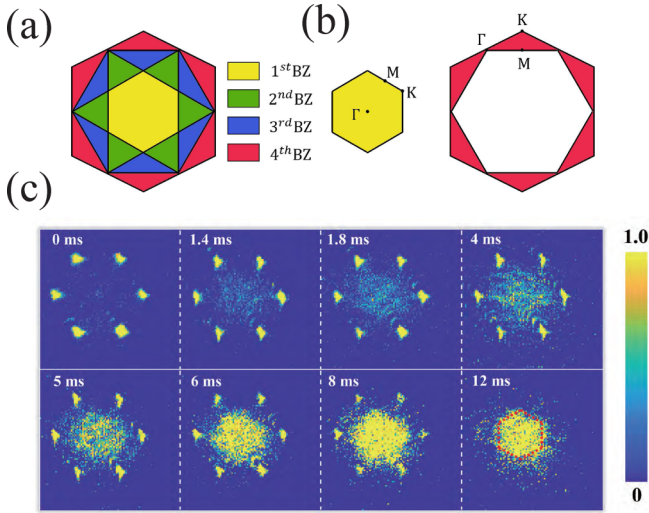 (a)
1ˢᵗBZ
2ⁿᵈBZ
3ʳᵈBZ
4ᵗʰBZ
(b)
M
K
Γ
K
Γ
M
(c)
0 ms
1.4 ms
1.8 ms
4 ms
5 ms
6 ms
8 ms
12 ms
1.0
0